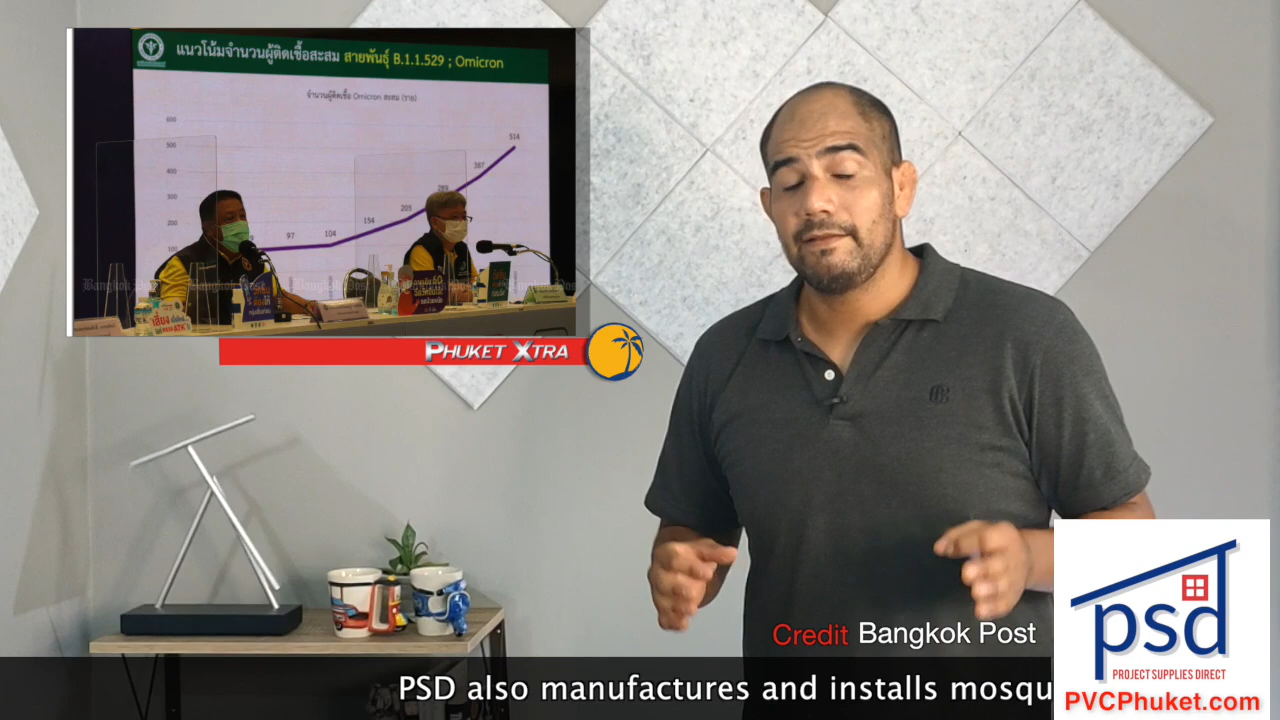 แนวโน้มจำนวนผู้ติดเชื้อสะสม สายพันธุ์ B.1.1.529 ; Omicron
จำนวนผู้ติดเชื้อ Omicron สะสม (ราย)
600
500
400
300
200
100
97
104
154
205
387
514
Bangkok
PHUKET XTRA
Credit Bangkok Post
PSD also manufactures and installs mosqu
psd
PROJECT SUPPLIES DIRECT
PVCPhuket.com